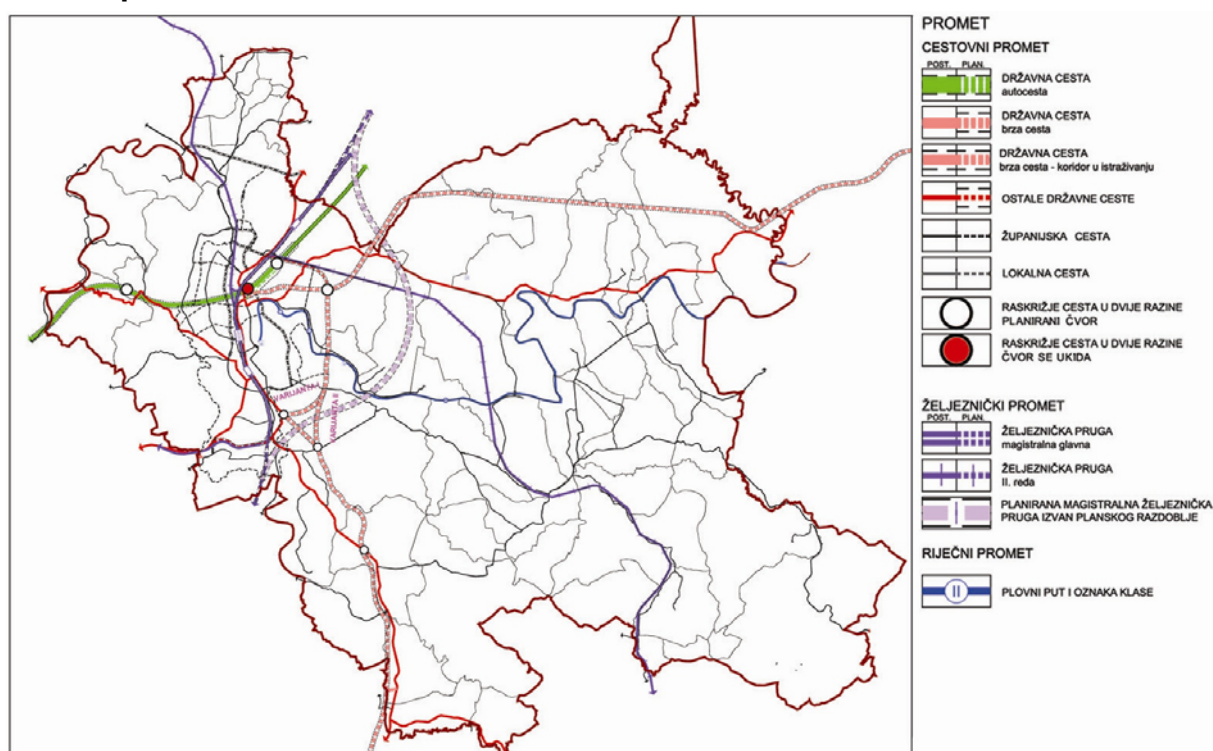 PROMET
CESTOVNI PROMET
POST. PLAN.
DRŽAVNA CESTA
autocesta
DRŽAVNA CESTA
brza cesta
DRŽAVNA CESTA
brza cesta - koridor u istraživanju
OSTALE DRŽAVNE CESTE
ŽUPANIJSKA CESTA
LOKALNA CESTA
RASKRIŽJE CESTA U DVIJE RAZINE
PLANIRANI ČVOR
RASKRIŽJE CESTA U DVIJE RAZINE
ČVOR SE UKIDA
ŽELJEZNIČKI PROMET
POST. PLAN.
ŽELJEZNIČKA PRUGA
magistralna glavna
ŽELJEZNIČKA PRUGA
II. reda
PLANIRANA MAGISTRALNA ŽELJEZNIČKA
PRUGA IZVAN PLANSKOG RAZDOBLJE
RIJEČNI PROMET
II
PLOVNI PUT I OZNAKA KLASE
VARIJANTA I
VARIJANTA II